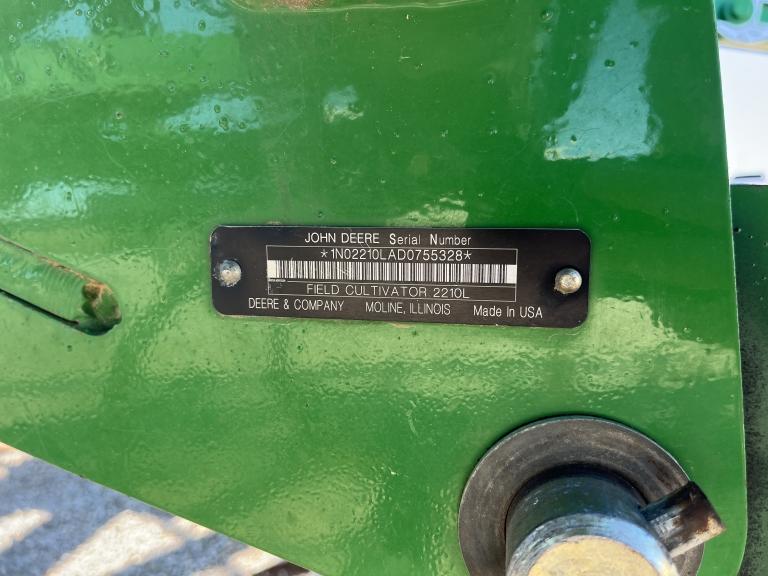 JOHN DEERE Serial Number
*1N02210LAD0755328*
FIELD CULTIVATOR 2210L
DEERE & COMPANY MOLINE, ILLINOIS Made In USA